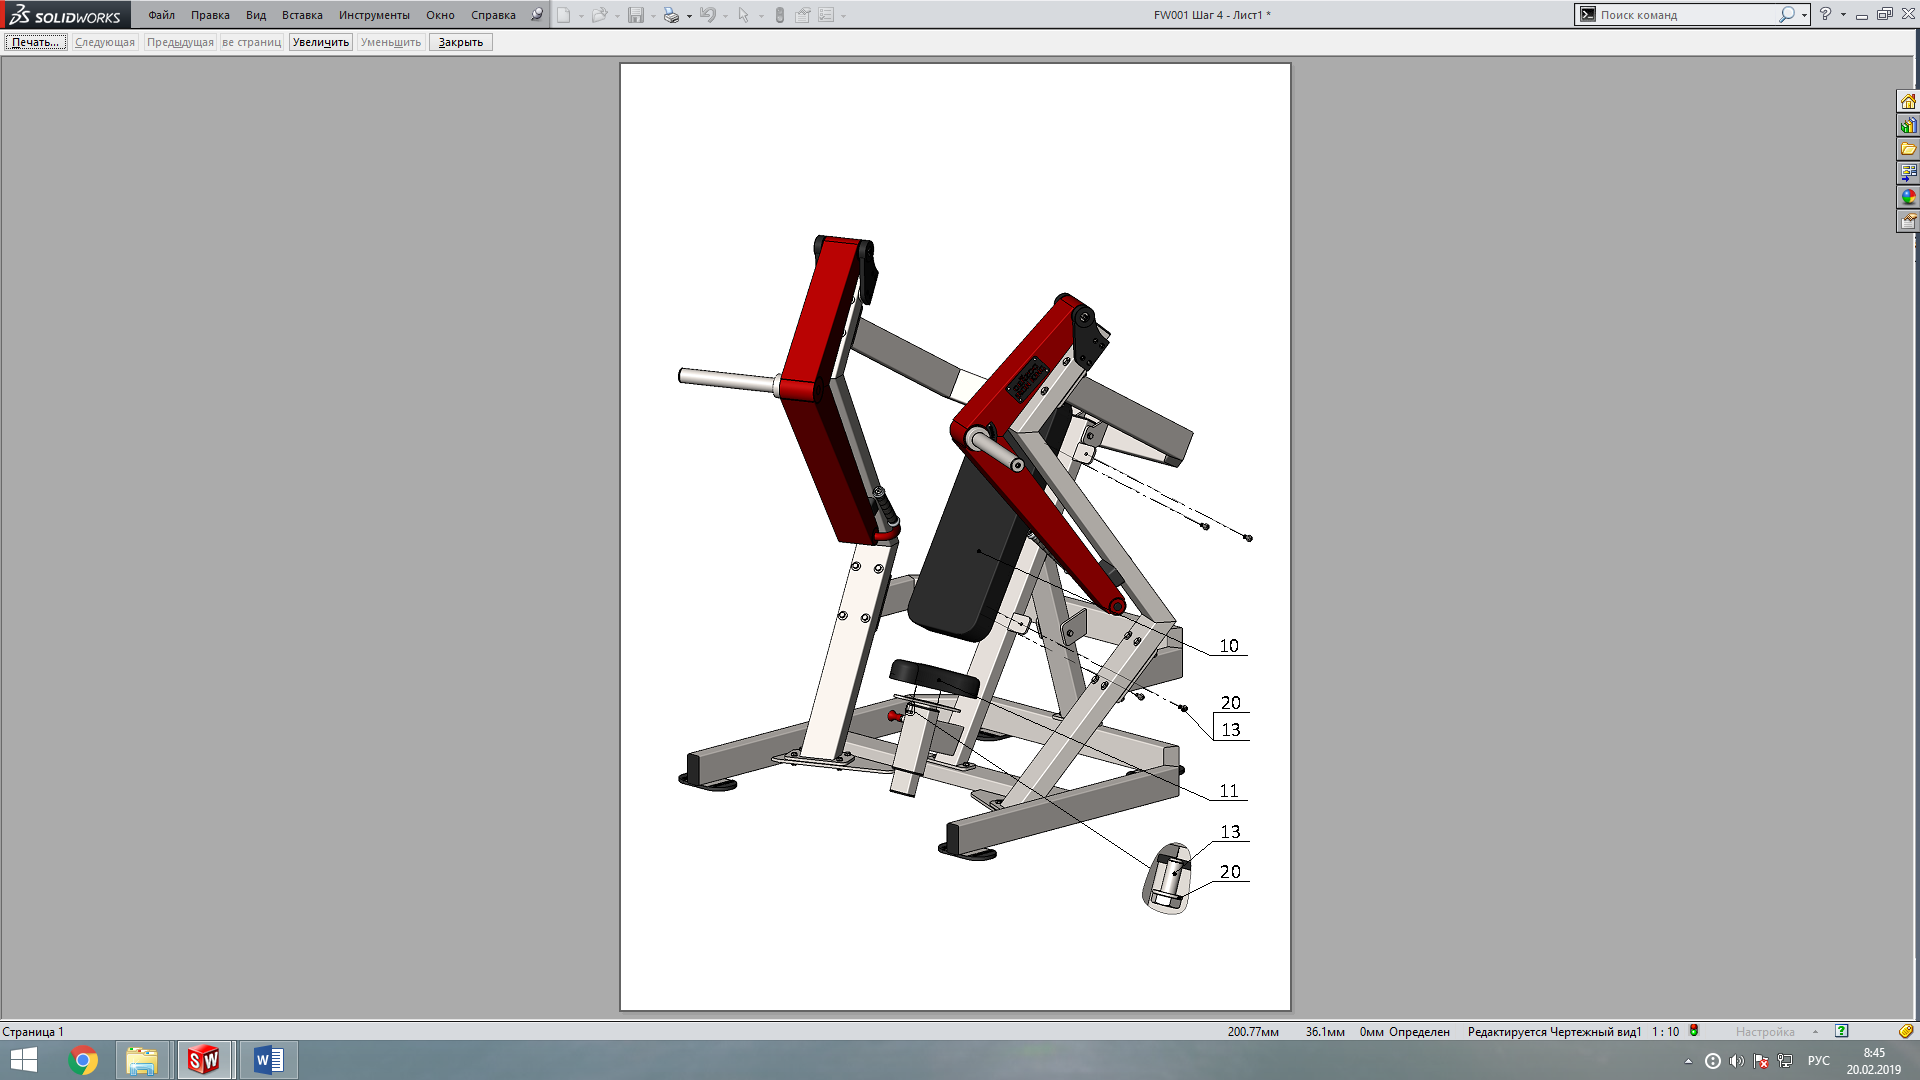 SOLIDWORKS
Файл Правка Вид Вставка Инструменты Окно Справка
FW001 Шаг 4 - Лист1 *
Поиск команд
Печать... Следующая Предыдущая ве страниц Увеличить Уменьшить Закрыть
10
20
13
11
13
20
Страница 1
200.77мм 36.1мм 0мм Определен Редактируется Чертежный вид1 1 : 10 Настройка
SW
W
РУС
8:45
20.02.2019